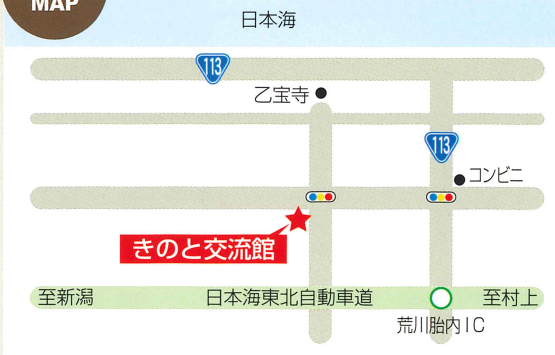 MAP
日本海
113
乙宝寺
113
コンビニ
きのと交流館
至新潟
日本海東北自動車道
至村上
荒川胎内IC